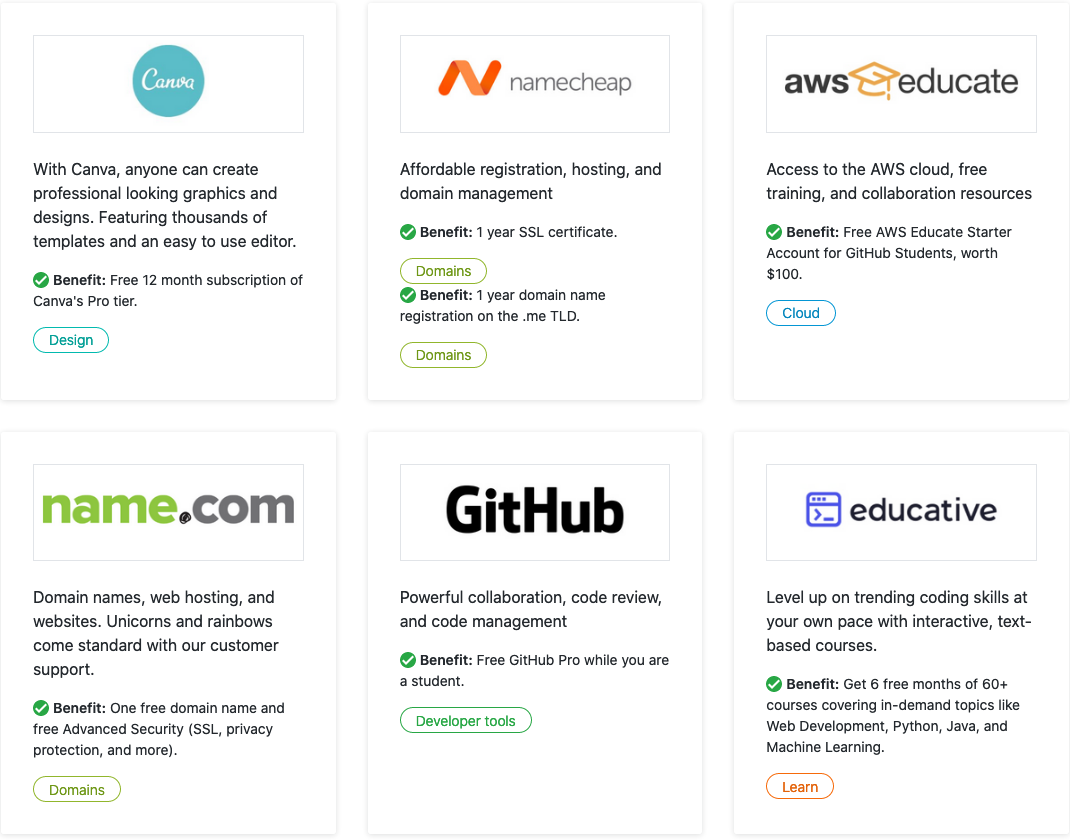 Canva
With Canva, anyone can create
professional looking graphics and
designs. Featuring thousands of
templates and an easy to use editor.
Benefit: Free 12 month subscription of
Canva's Pro tier.
Design
namecheap
Affordable registration, hosting, and
domain management
Benefit: 1 year SSL certificate.
Domains
Benefit: 1 year domain name
registration on the .me TLD.
Domains
aws educate
Access to the AWS cloud, free
training, and collaboration resources
Benefit: Free AWS Educate Starter
Account for GitHub Students, worth
$100.
Cloud
name.com
Domain names, web hosting, and
websites. Unicorns and rainbows
come standard with our customer
support.
Benefit: One free domain name and
free Advanced Security (SSL, privacy
protection, and more).
Domains
GitHub
Powerful collaboration, code review,
and code management
Benefit: Free GitHub Pro while you are
a student.
Developer tools
educative
Level up on trending coding skills at
your own pace with interactive, text-
based courses.
Benefit: Get 6 free months of 60+
courses covering in-demand topics like
Web Development, Python, Java, and
Machine Learning.
Learn